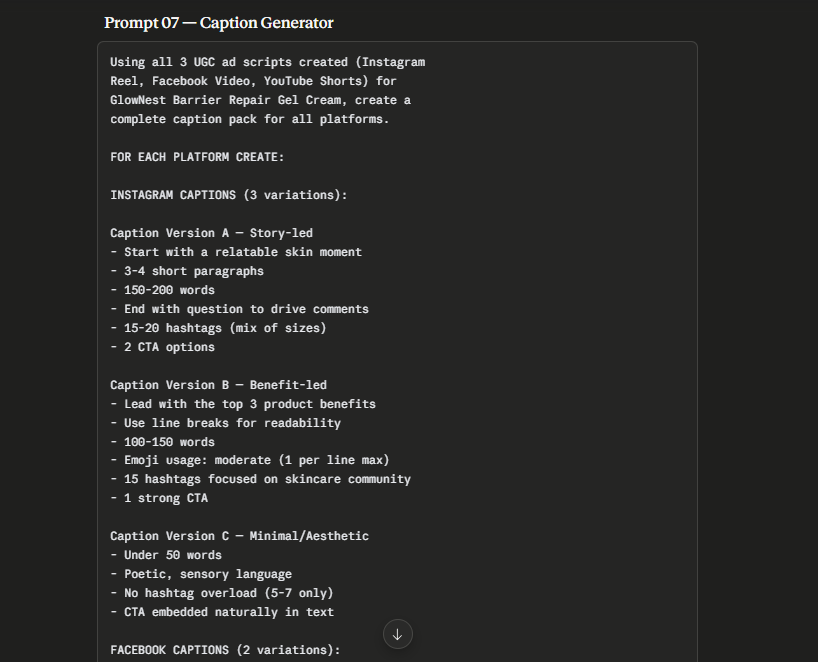 Prompt 07 — Caption Generator
Using all 3 UGC ad scripts created (Instagram
Reel, Facebook Video, YouTube Shorts) for
GlowNest Barrier Repair Gel Cream, create a
complete caption pack for all platforms.
FOR EACH PLATFORM CREATE:
INSTAGRAM CAPTIONS (3 variations):
Caption Version A — Story-led
- Start with a relatable skin moment
- 3-4 short paragraphs
- 150-200 words
- End with question to drive comments
- 15-20 hashtags (mix of sizes)
- 2 CTA options
Caption Version B — Benefit-led
- Lead with the top 3 product benefits
- Use line breaks for readability
- 100-150 words
- Emoji usage: moderate (1 per line max)
- 15 hashtags focused on skincare community
- 1 strong CTA
Caption Version C — Minimal/Aesthetic
- Under 50 words
- Poetic, sensory language
- No hashtag overload (5-7 only)
- CTA embedded naturally in text
FACEBOOK CAPTIONS (2 variations):